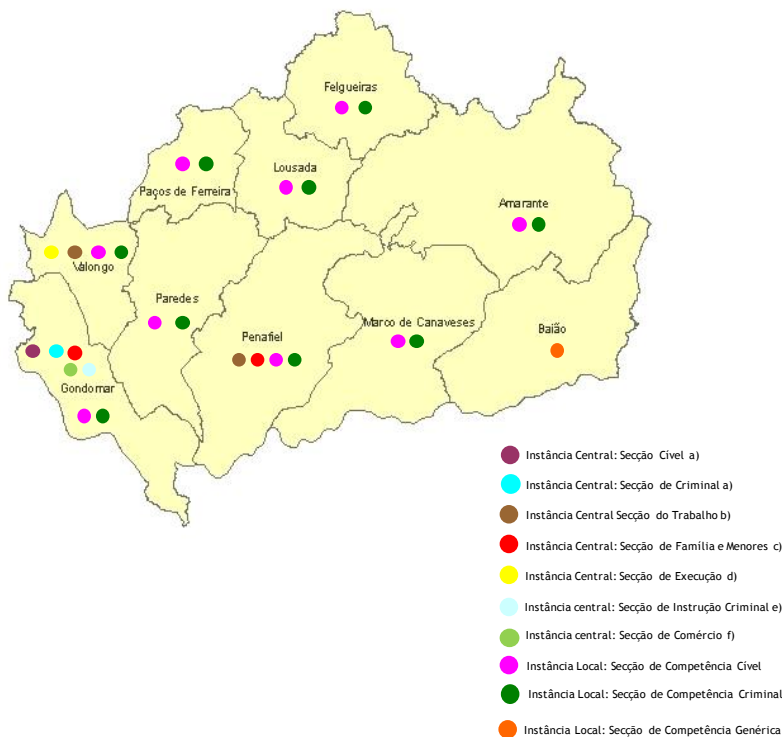 Felgueiras
Paços de Ferreira
Lousada
Amarante
Valongo
Paredes
Penafiel
Marco de Canaveses
Baião
Gondomar
Instância Central: Secção Cível a)
Instância Central: Secção de Criminal a)
Instância Central Secção do Trabalho b)
Instância Central: Secção de Família e Menores c)
Instância Central: Secção de Execução d)
Instância central: Secção de Instrução Criminal e)
Instância central: Secção de Comércio f)
Instância Local: Secção de Competência Cível
Instância Local: Secção de Competência Criminal
Instância Local: Secção de Competência Genérica